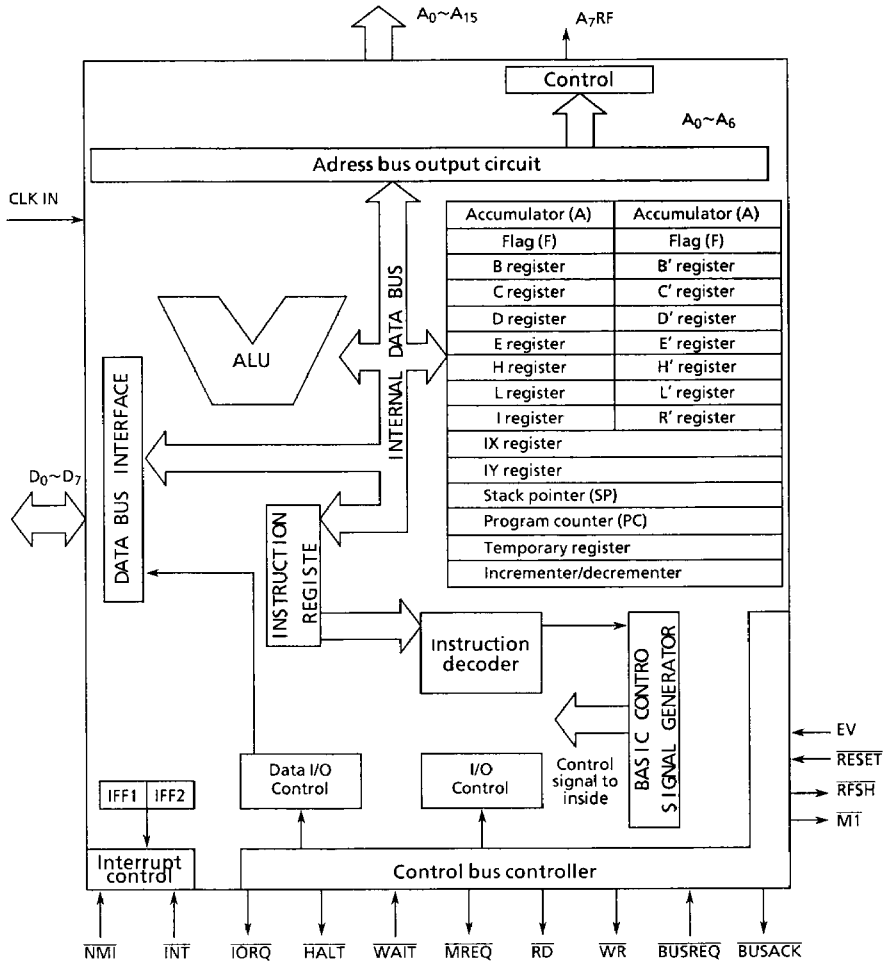 A0~A15
A7RF
Control
A0~A6
Adress bus output circuit
CLK IN
Accumulator (A) Accumulator (A)
Flag (F) Flag (F)
B register B' register
C register C' register
D register D' register
E register E' register
H register H' register
L register L' register
I register R' register
IX register
IY register
Stack pointer (SP)
Program counter (PC)
Temporary register
Incrementer/decrementer
INTERNAL DATA BUS
ALU
DATA BUS INTERFACE
D0~D7
INSTRUCTION
REGISTE
Instruction
decoder
BASIC CONTRO
SIGNAL GENERATOR
Control
signal to
inside
Data I/O
Control
I/O
Control
IFF1 IFF2
Interrupt
control
Control bus controller
EV
RESET
RFSH
M1
NMI INT IORQ HALT WAIT MREQ RD WR BUSREQ BUSACK